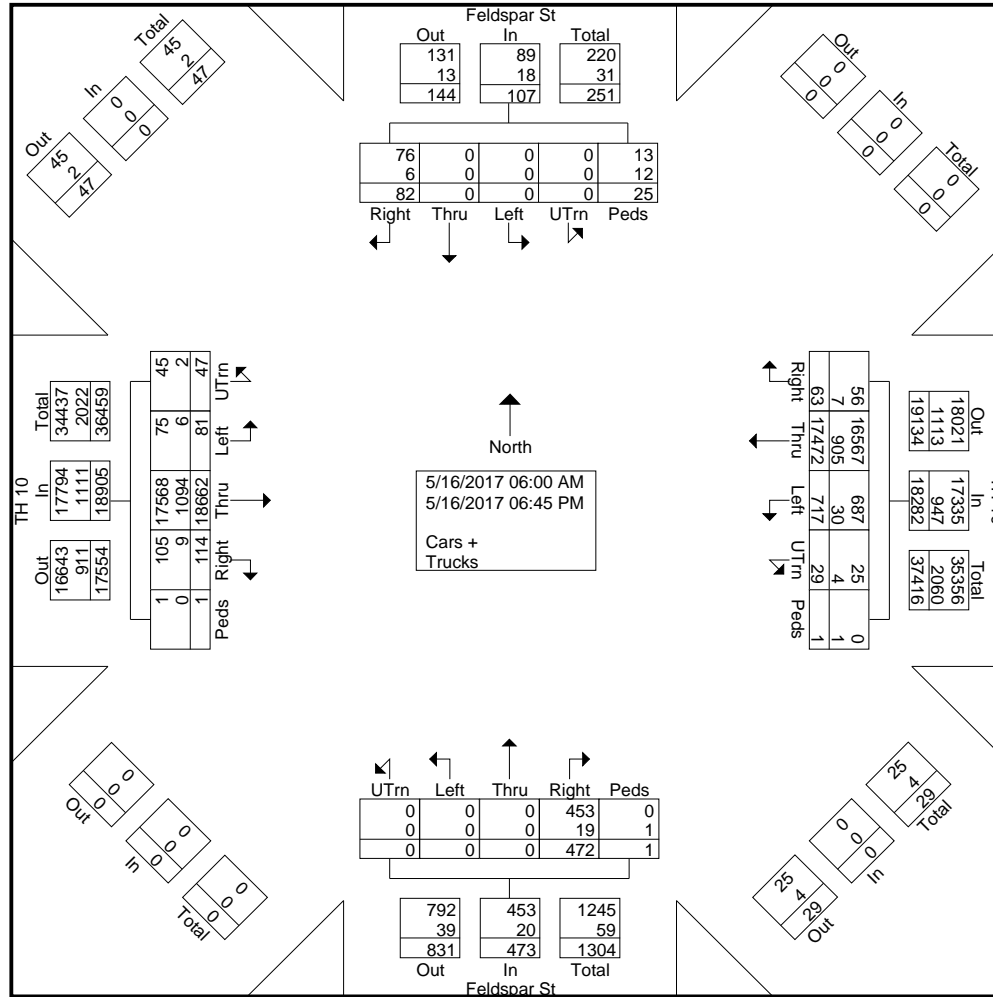 Feldspar St
Out In Total
131 89 220
13 18 31
144 107 251
76 0 0 0 13
6 0 0 0 12
82 0 0 0 25
Right Thru Left UTrn Peds
Total
45
2
47
In
0
0
0
Out
45
2
47
Out
0
0
0
In
0
0
0
Total
0
0
0
TH 10
Total
34437
2022
36459
In
17794
1111
18905
Out
16643
911
17554
45 75 17568 105 1
2 6 1094 9 0
47 81 18662 114 1
UTrn Left Thru Right Peds
North
5/16/2017 06:00 AM
5/16/2017 06:45 PM
Cars +
Trucks
Right Thru Left UTrn Peds
56 16567 687 25 0
7 905 30 4 1
63 17472 717 29 1
Out
18021
1113
19134
In
17335
947
18282
Total
35356
2060
37416
0
0
0
Out
0
0
0
In
0
0
0
Total
UTrn Left Thru Right Peds
0 0 0 453 0
0 0 0 19 1
0 0 0 472 1
792 453 1245
39 20 59
831 473 1304
Out In Total
Feldspar St
25
4
29
Total
0
0
0
In
25
4
29
Out